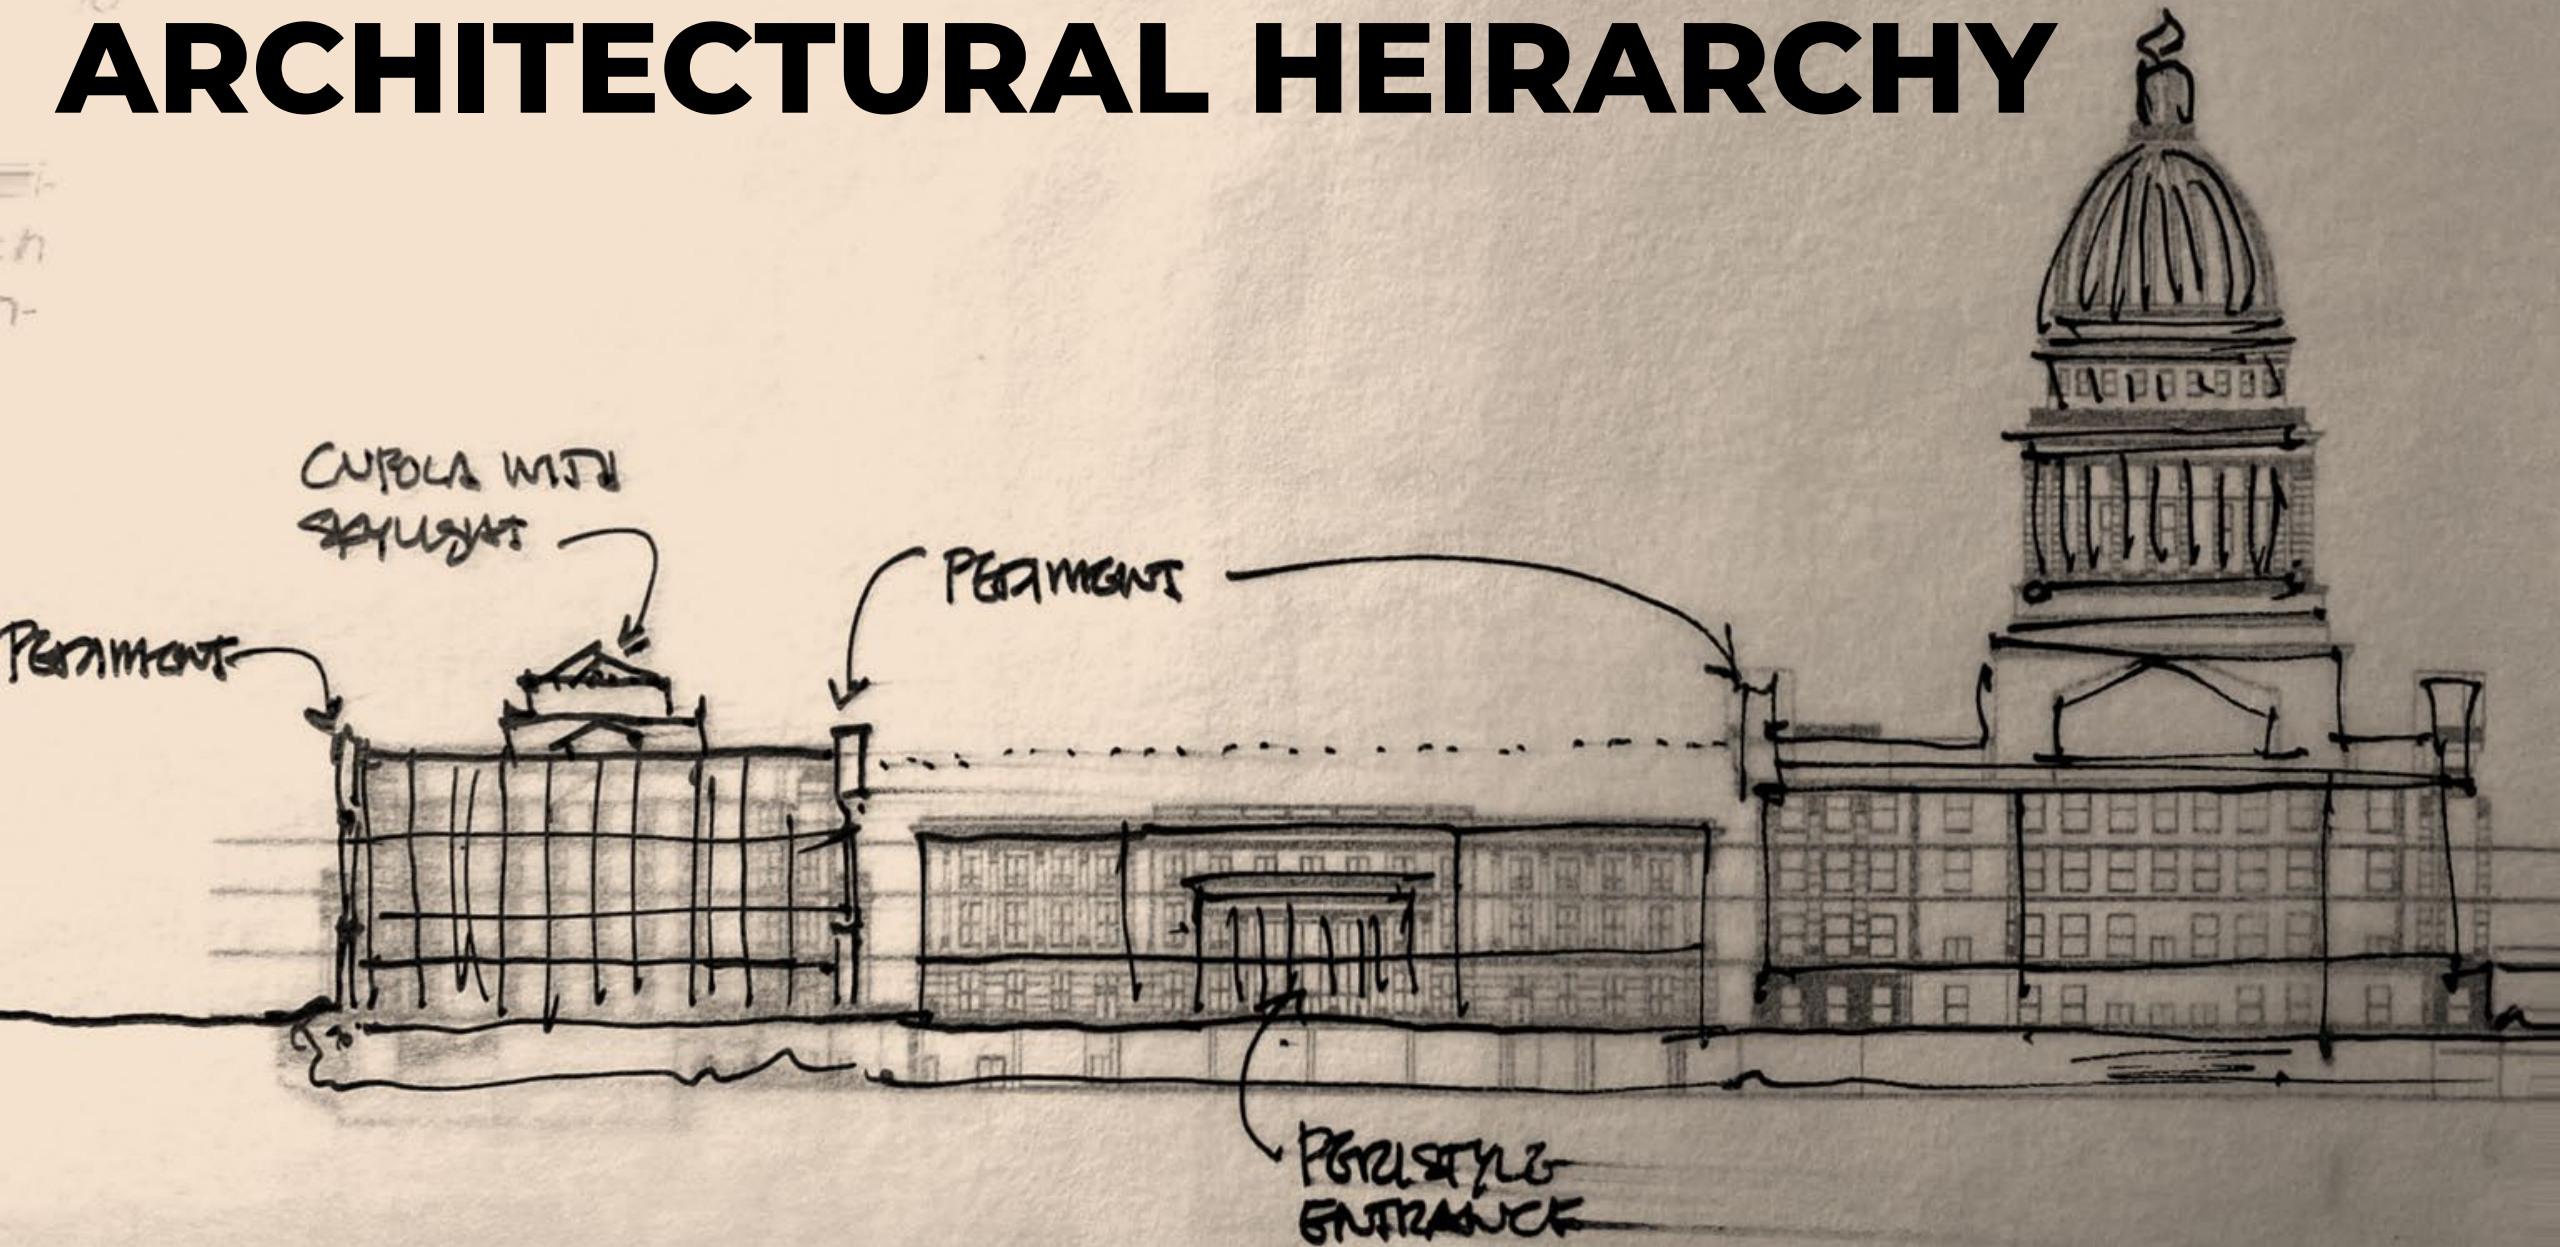 ARCHITECTURAL HEIRARCHY
CUPOLA WITH
SKYLIGHT
PEDIMENT
PEDIMENT
PERISTYLE
ENTRANCE